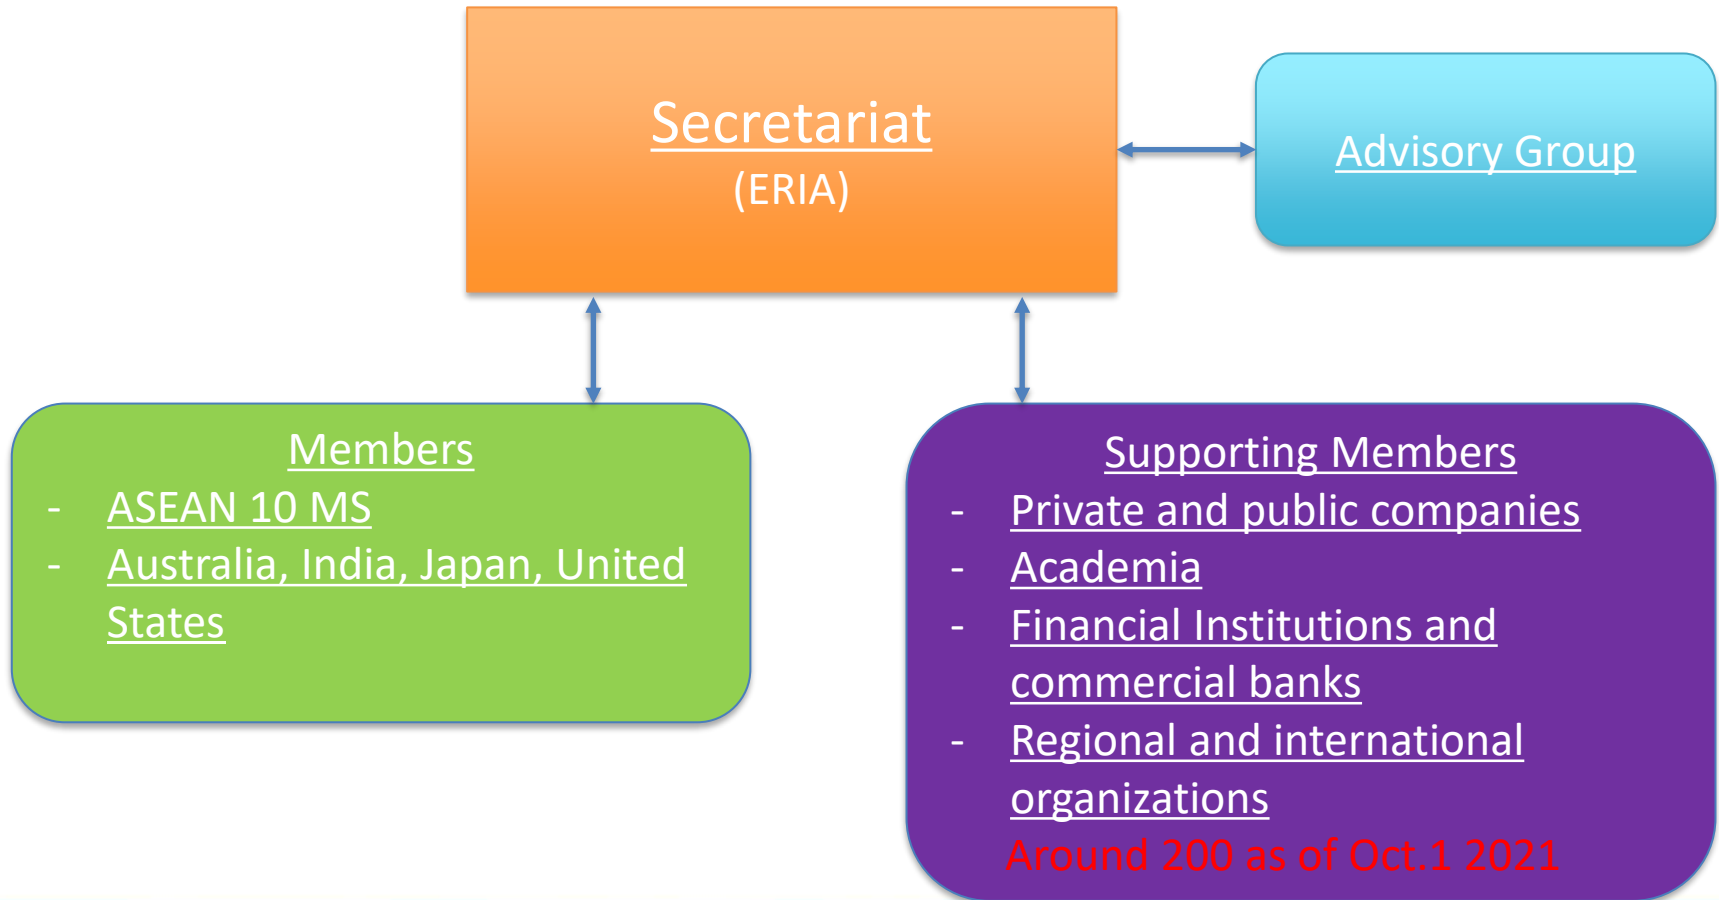 Secretariat
(ERIA)
Advisory Group
Members
- ASEAN 10 MS
- Australia, India, Japan, United
States
Supporting Members
- Private and public companies
- Academia
- Financial Institutions and
commercial banks
- Regional and international
organizations
Around 200 as of Oct.1 2021